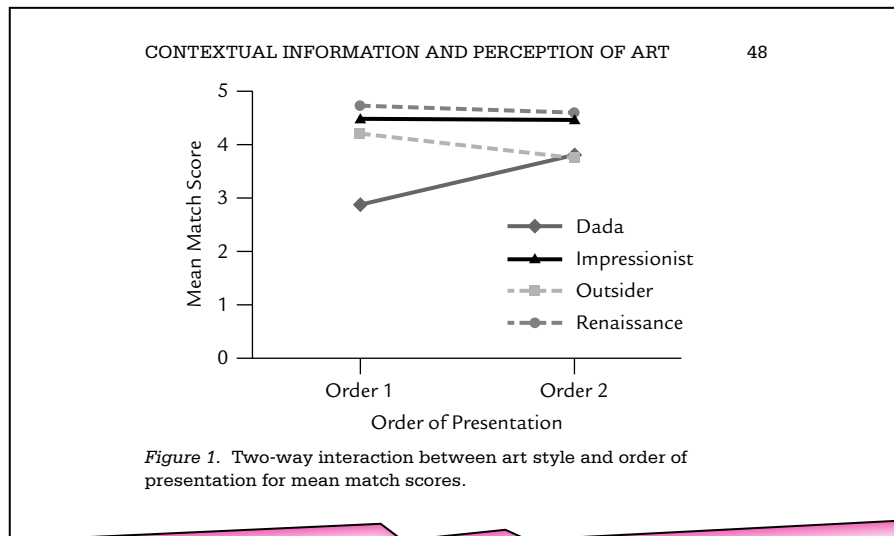 CONTEXTUAL INFORMATION AND PERCEPTION OF ART 48
5
4
3
2
1
0
Mean Match Score
Dada
Impressionist
Outsider
Renaissance
Order 1 Order 2
Order of Presentation
Figure 1. Two-way interaction between art style and order of
presentation for mean match scores.